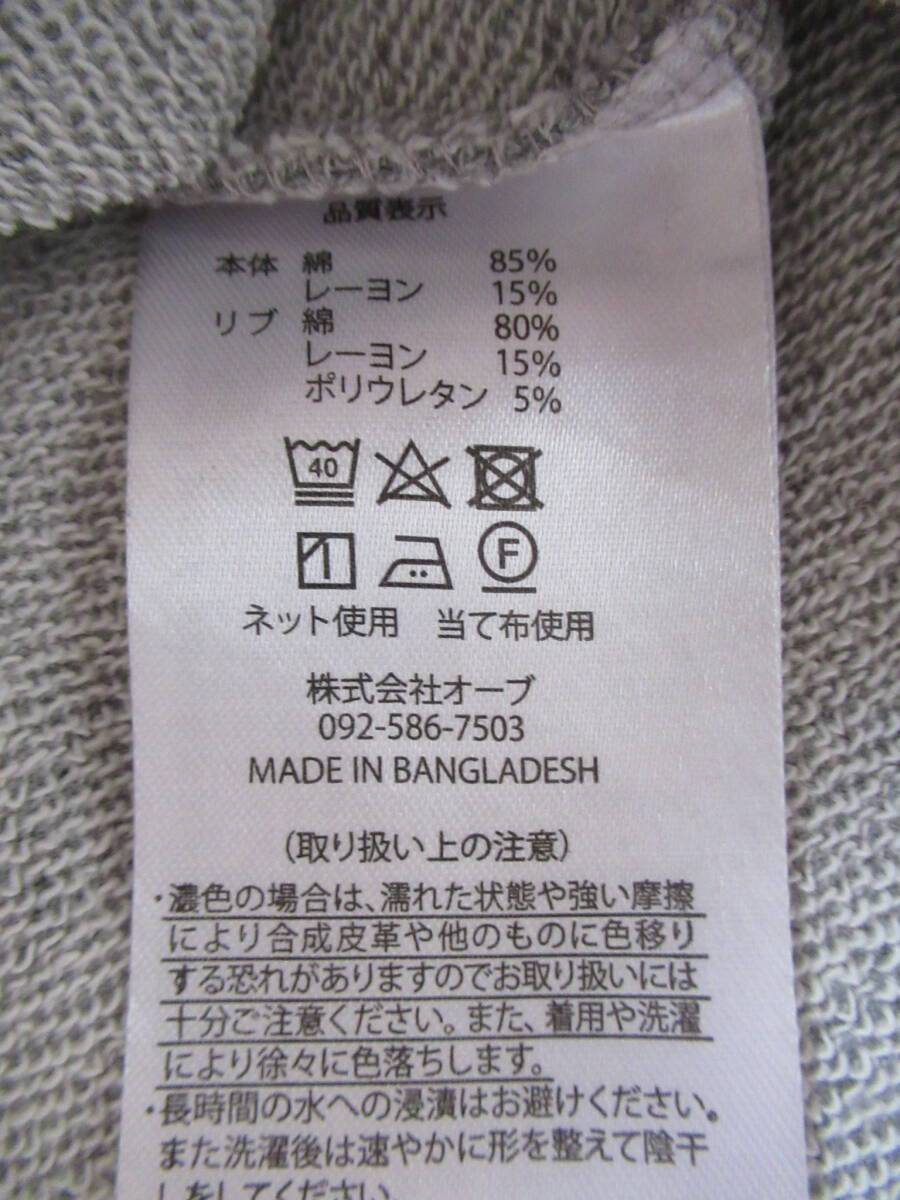 品質表示
本体 綿 85%
レーヨン 15%
リブ 綿 80%
レーヨン 15%
ポリウレタン 5%
40
F
ネット使用 当て布使用
株式会社オーブ
092-586-7503
MADE IN BANGLADESH
(取り扱い上の注意)
・濃色の場合は、濡れた状態や強い摩擦
により合成皮革や他のものに色移り
する恐れがありますのでお取り扱いには
十分ご注意ください。また、着用や洗濯
により徐々に色落ちします。
・長時間の水への浸漬はお避けください。
また洗濯後は速やかに形を整えて陰干
しをしてください。